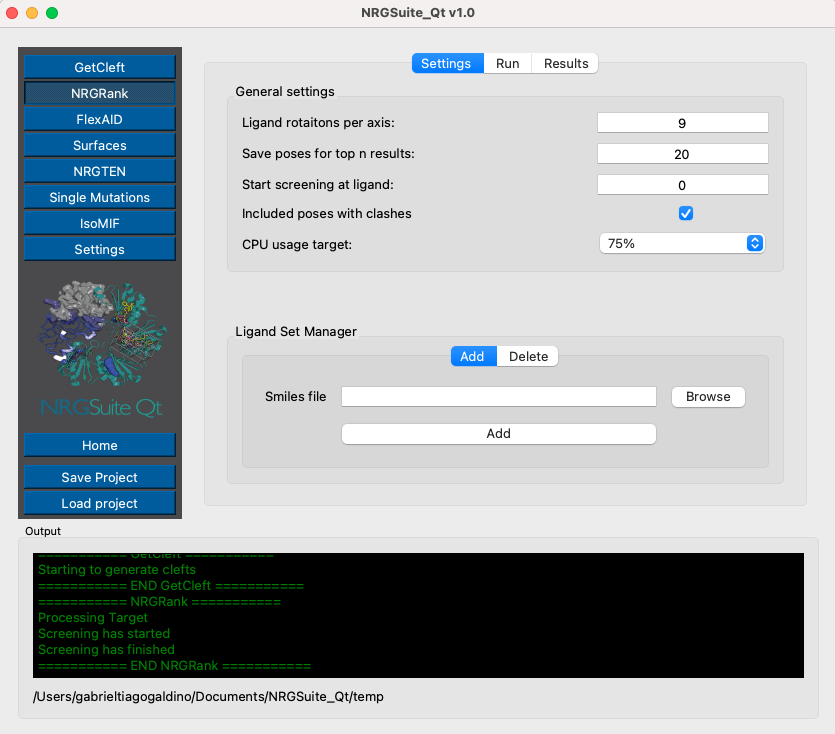 NRGSuite_Qt v1.0
GetCleft
NRGRank
FlexAID
Surfaces
NRGTEN
Single Mutations
IsoMIF
Settings
NRGSuite Qt
Home
Save Project
Load project
Settings Run Results
General settings
Ligand rotaitons per axis: 9
Save poses for top n results: 20
Start screening at ligand: 0
Included poses with clashes
CPU usage target: 75%
Ligand Set Manager
Add Delete
Smiles file Browse
Add
Output
=========== GetCleft ===========
Starting to generate clefts
=========== END GetCleft ===========
=========== NRGRank ===========
Processing Target
Screening has started
Screening has finished
=========== END NRGRank ===========
/Users/gabrieltiagogaldino/Documents/NRGSuite_Qt/temp